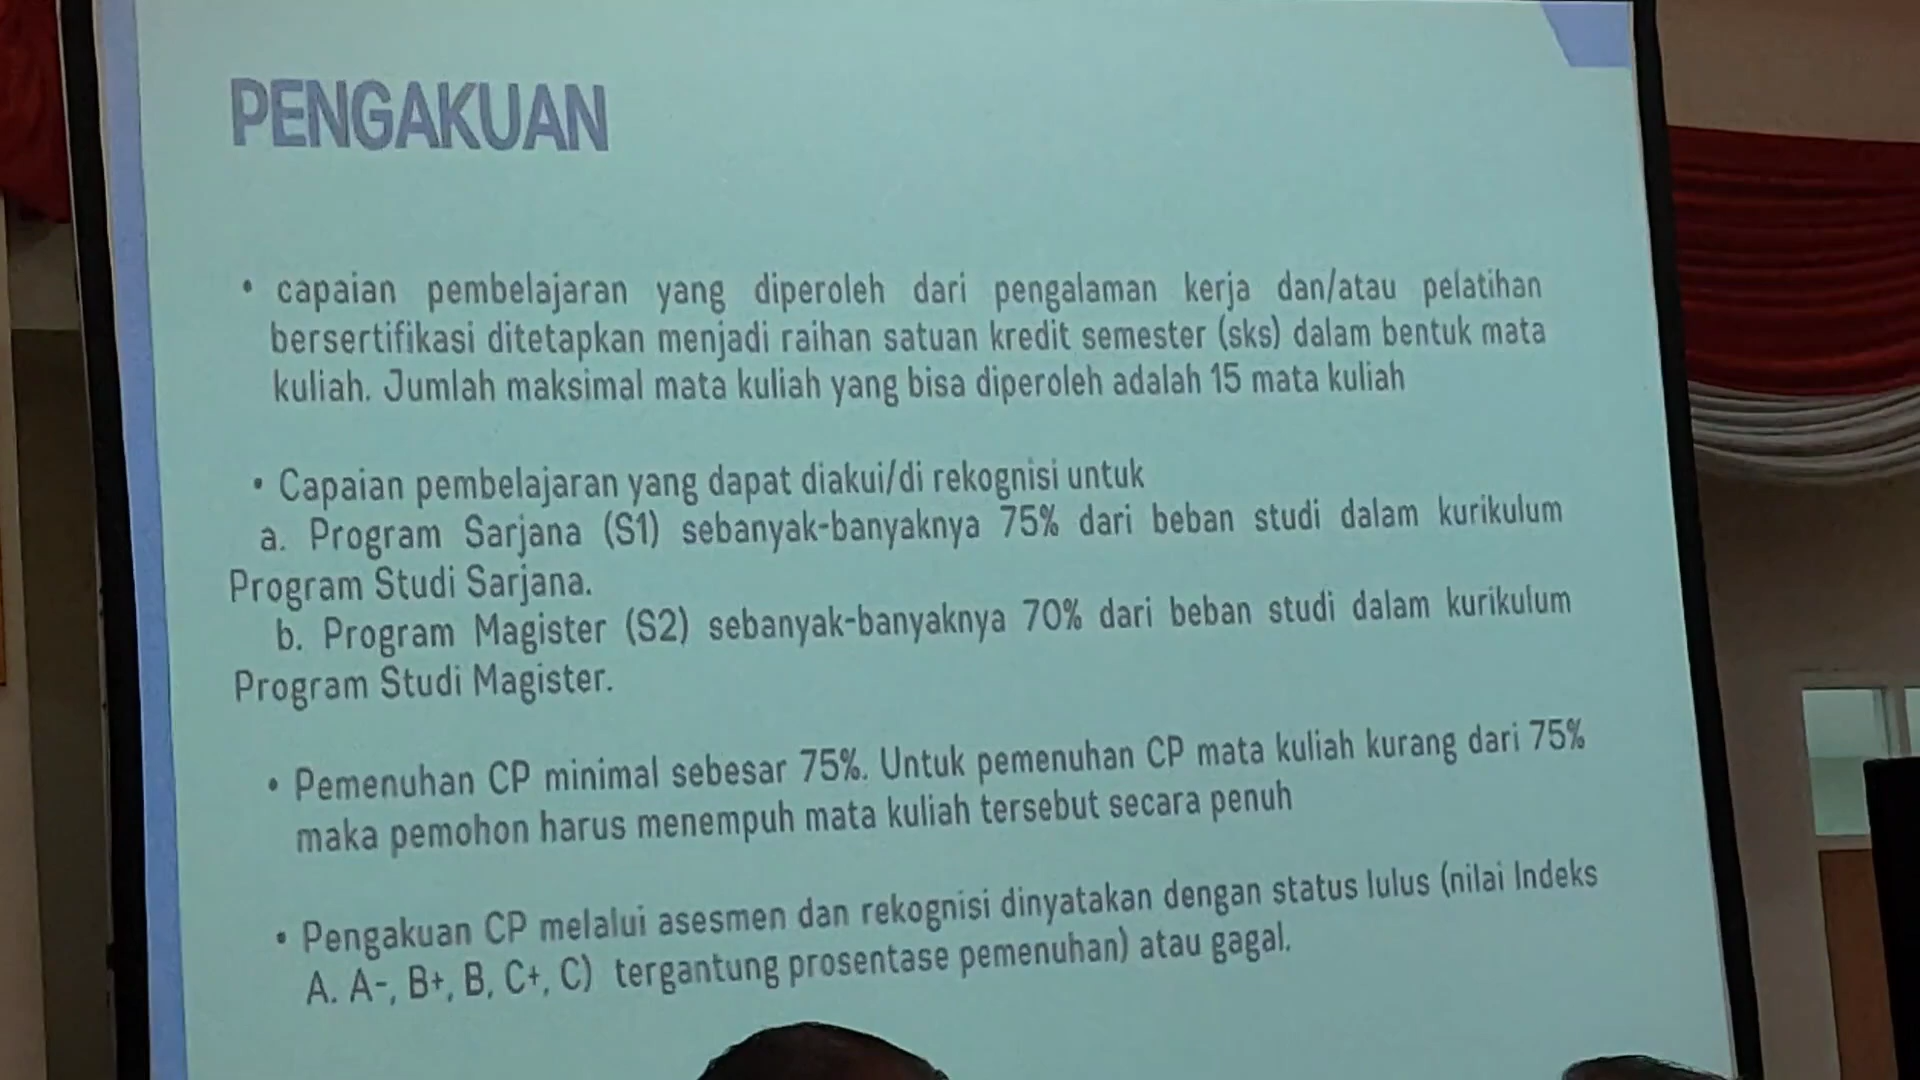 PENGAKUAN
• capaian pembelajaran yang diperoleh dari pengalaman kerja dan/atau pelatihan
bersertifikasi ditetapkan menjadi raihan satuan kredit semester (sks) dalam bentuk mata
kuliah. Jumlah maksimal mata kuliah yang bisa diperoleh adalah 15 mata kuliah
• Capaian pembelajaran yang dapat diakui/di rekognisi untuk
a. Program Sarjana (S1) sebanyak-banyaknya 75% dari beban studi dalam kurikulum
Program Studi Sarjana.
b. Program Magister (S2) sebanyak-banyaknya 70% dari beban studi dalam kurikulum
Program Studi Magister.
• Pemenuhan CP minimal sebesar 75%. Untuk pemenuhan CP mata kuliah kurang dari 75%
maka pemohon harus menempuh mata kuliah tersebut secara penuh
• Pengakuan CP melalui asesmen dan rekognisi dinyatakan dengan status lulus (nilai Indeks
A. A-, B+, B, C+, C) tergantung prosentase pemenuhan) atau gagal.